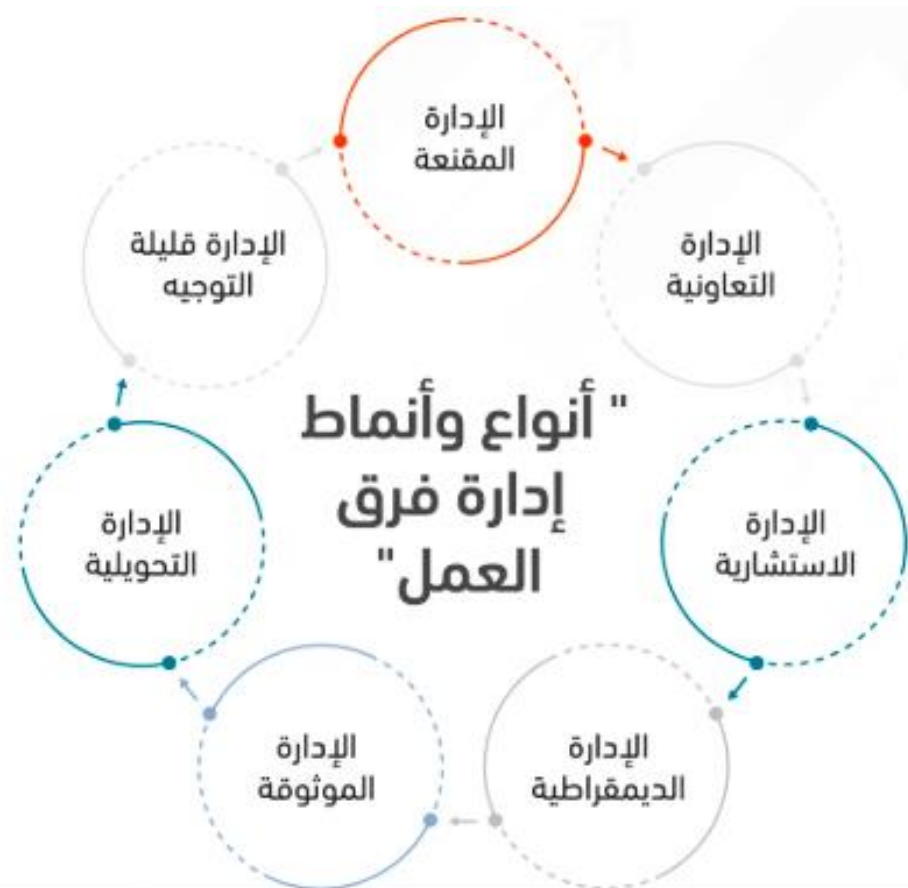 الإدارة
المقنعة
الإدارة
التعاونية
الإدارة
الاستشارية
الإدارة
الديمقراطية
الإدارة
الموثوقة
الإدارة
التحويلية
الإدارة قليلة
التوجيه
" أنواع وأنماط
إدارة فرق
العمل"